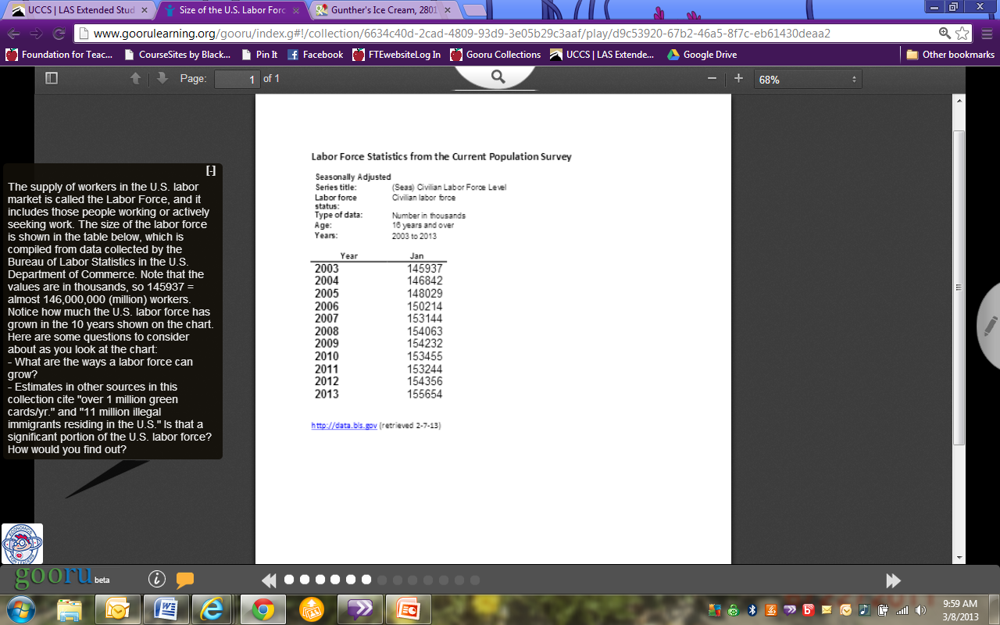 UCCS | LAS Extended Stud
Size of the U.S. Labor Forc
Gunther's Ice Cream, 2801
www.goorulearning.org/gooru/index.g#!/collection/6634c40d-2cad-4809-93d9-3e05b29c3aaf/play/d9c53920-67b2-46a5-8f7c-eb61430deaa2
Foundation for Teac... CourseSites by Black... Pin It Facebook FTEwebsiteLog In Gooru Collections UCCS | LAS Extende... Google Drive Other bookmarks
Page: 1 of 1 68%
[-]
The supply of workers in the U.S. labor
market is called the Labor Force, and it
includes those people working or actively
seeking work. The size of the labor force
is shown in the table below, which is
compiled from data collected by the
Bureau of Labor Statistics in the U.S.
Department of Commerce. Note that the
values are in thousands, so 145937 =
almost 146,000,000 (million) workers.
Notice how much the U.S. labor force has
grown in the 10 years shown on the chart.
Here are some questions to consider
about as you look at the chart:
- What are the ways a labor force can
grow?
- Estimates in other sources in this
collection cite "over 1 million green
cards/yr." and "11 million illegal
immigrants residing in the U.S." Is that a
significant portion of the U.S. labor force?
How would you find out?
Labor Force Statistics from the Current Population Survey
Seasonally Adjusted
Series title: (Seas) Civilian Labor Force Level
Labor force status: Civilian labor force
Type of data: Number in thousands
Age: 16 years and over
Years: 2003 to 2013
Year Jan
2003 145937
2004 146842
2005 148029
2006 150214
2007 153144
2008 154063
2009 154232
2010 153455
2011 153244
2012 154356
2013 155654
http://data.bls.gov (retrieved 2-7-13)
gooru beta
9:59 AM
3/8/2013